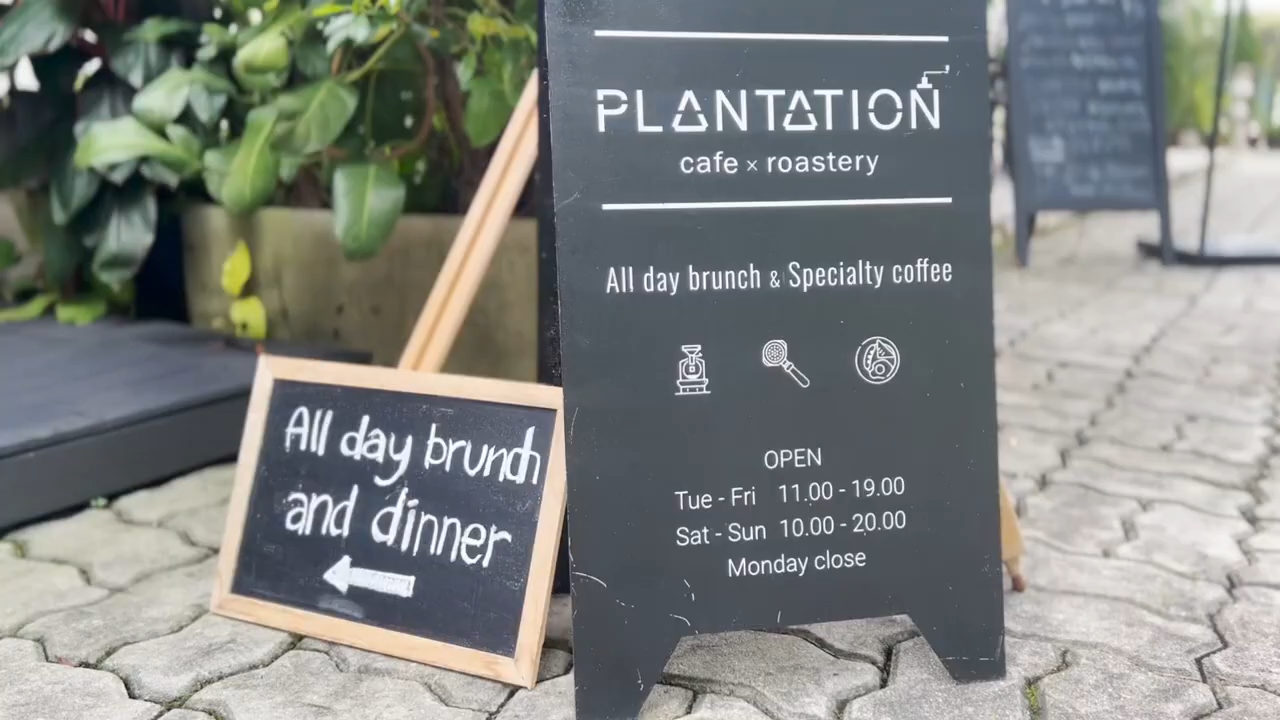 PLANTATION
cafe × roastery
All day brunch & Specialty coffee
OPEN
Tue - Fri 11.00 - 19.00
Sat - Sun 10.00 - 20.00
Monday close
All day brunch
and dinner